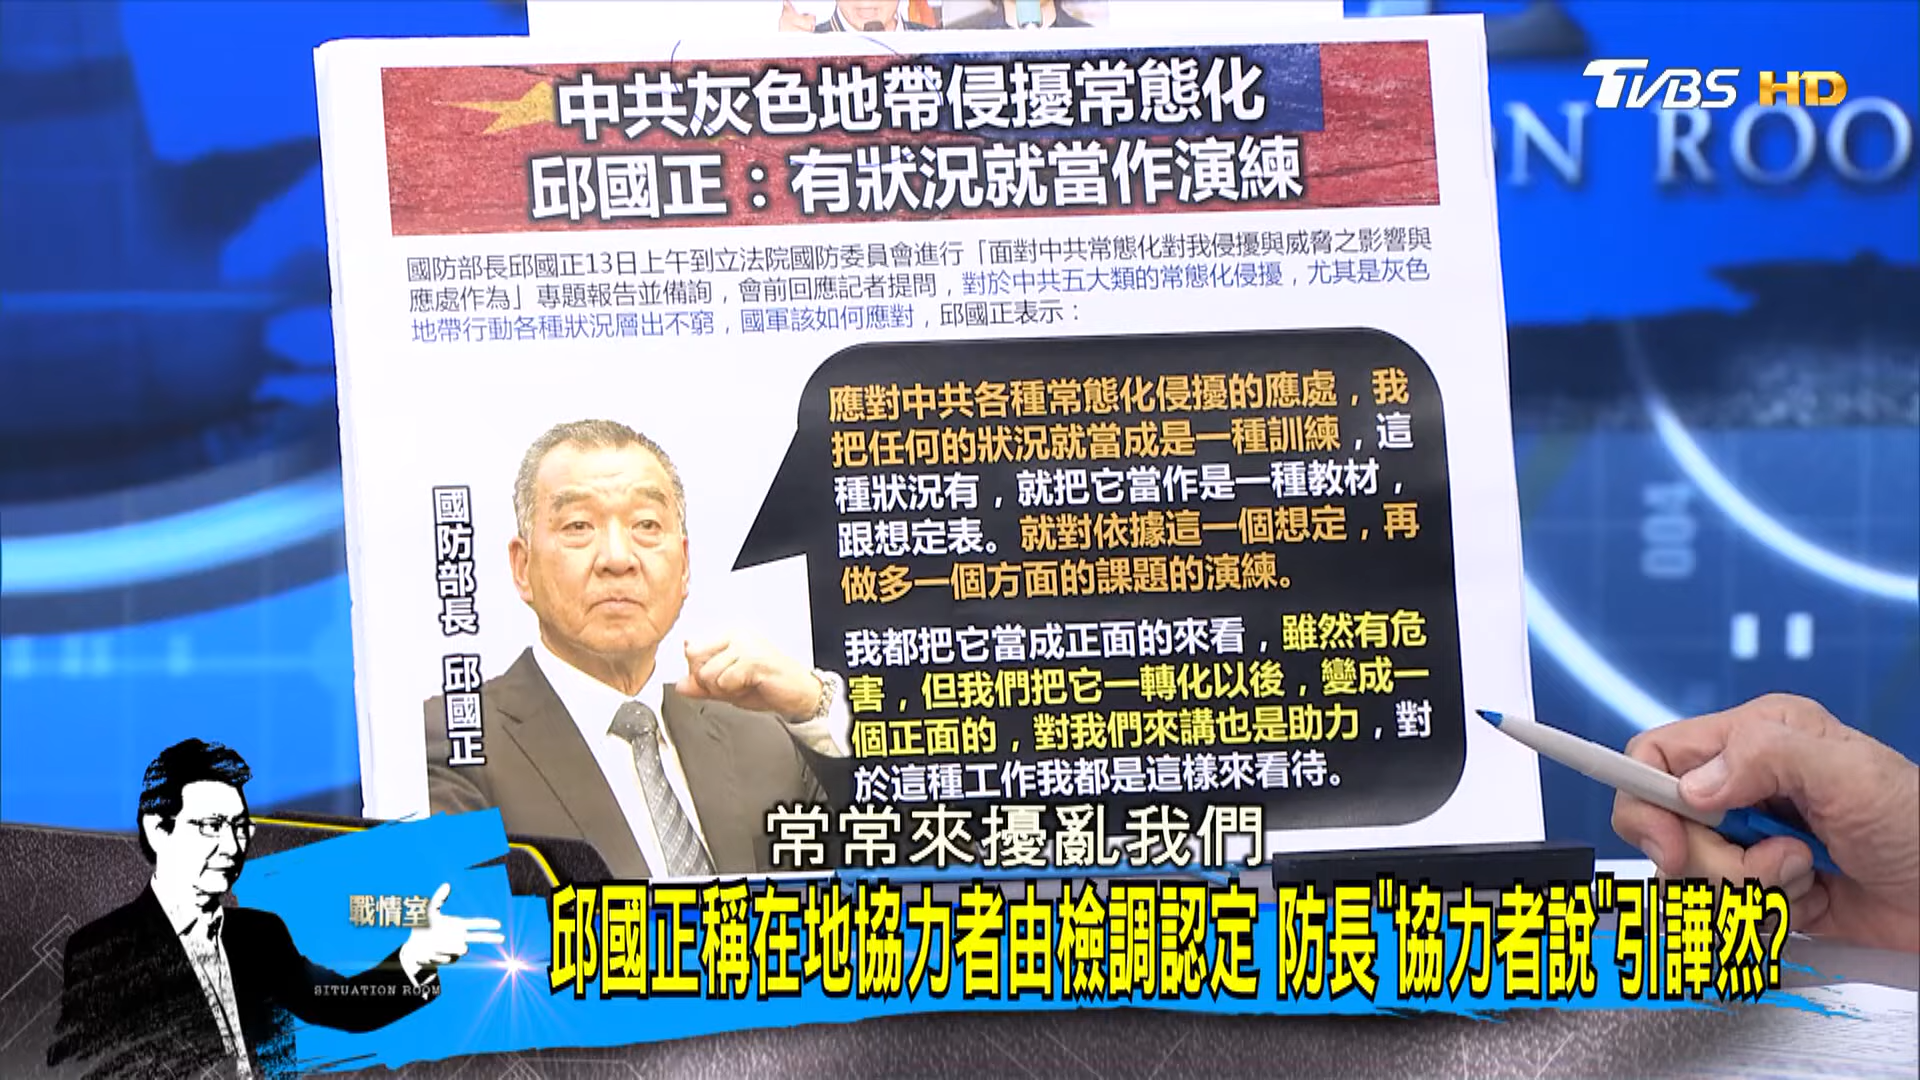 TVBS HD
ON ROO
中共灰色地帶侵擾常態化
邱國正：有狀況就當作演練
國防部長邱國正13日上午到立法院國防委員會進行「面對中共常態化對我侵擾與威脅之影響與
應處作為」專題報告並備詢，會前回應記者提問，對於中共五大類的常態化侵擾，尤其是灰色
地帶行動各種狀況層出不窮，國軍該如何應對，邱國正表示：
應對中共各種常態化侵擾的應處，我
把任何的狀況就當成是一種訓練，這
種狀況有，就把它當作是一種教材，
跟想定表。就對依據這一個想定，再
做多一個方面的課題的演練。
我都把它當成正面的來看，雖然有危
害，但我們把它一轉化以後，變成一
個正面的，對我們來講也是助力，對
於這種工作我都是這樣來看待。
國防部長 邱國正
004
常常來擾亂我們
戰情室
SITUATION ROOM
邱國正稱在地協力者由檢調認定 防長"協力者說"引譁然?